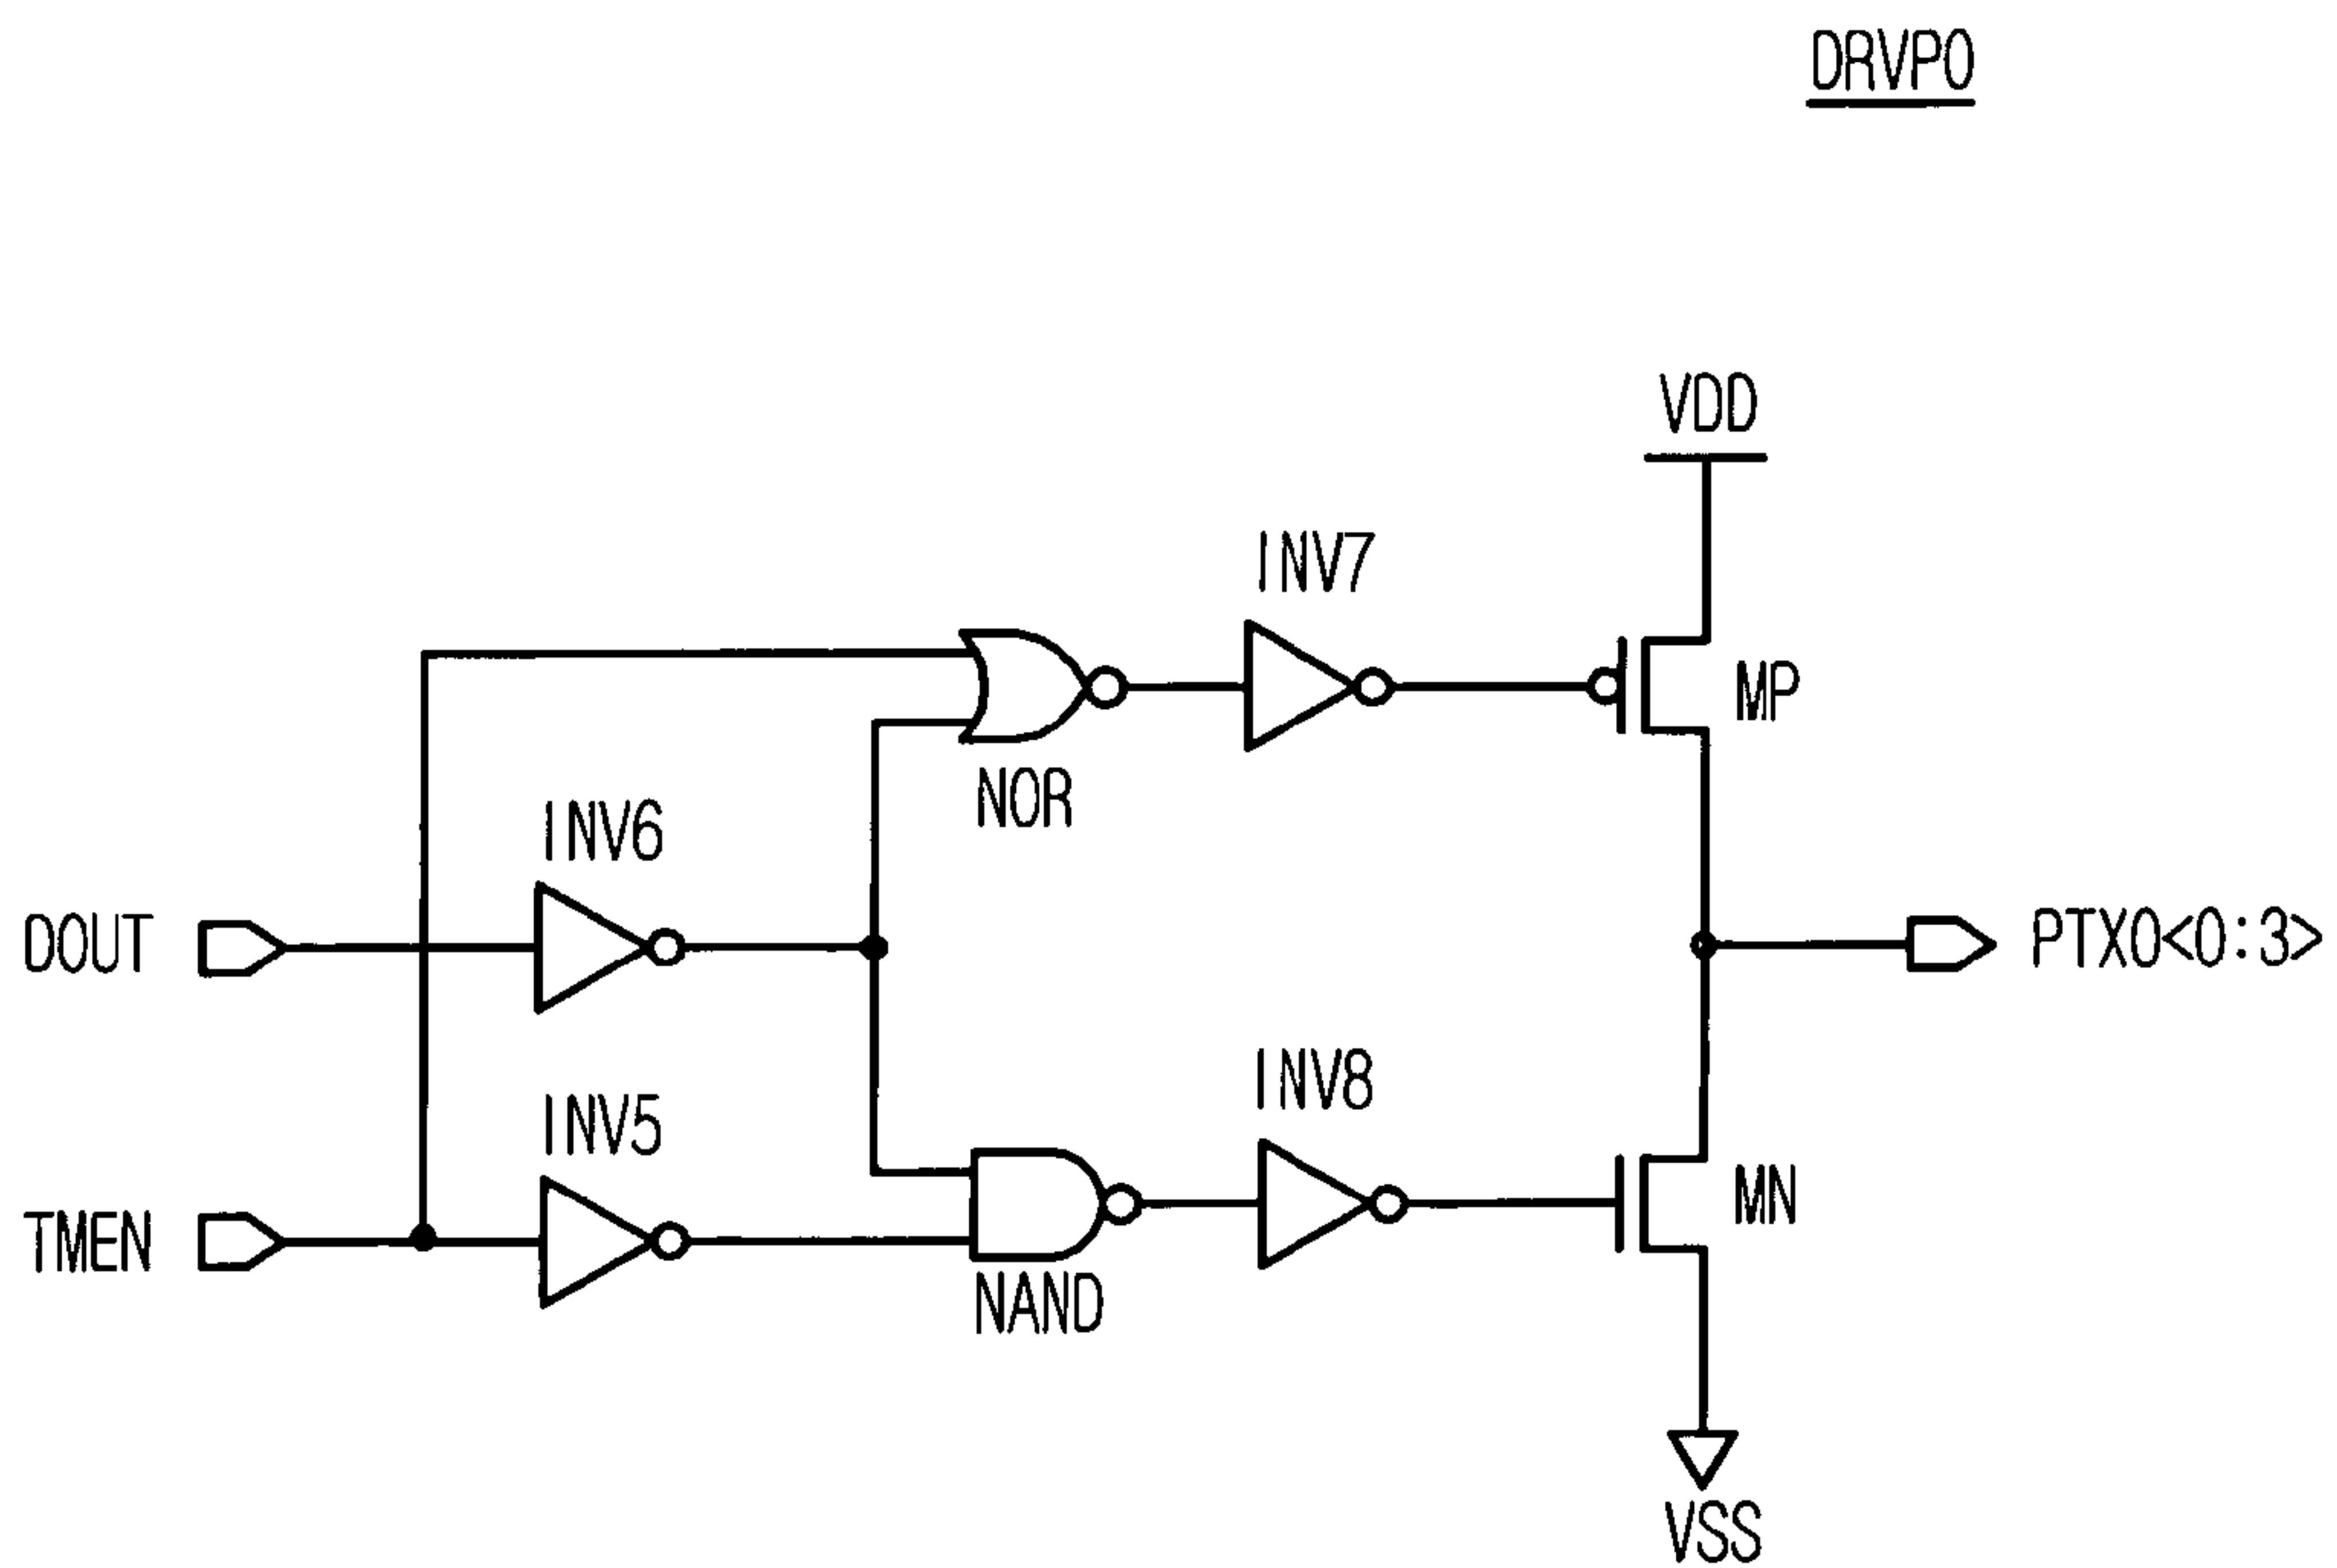 DRVP0
VDD
INV7
MP
NOR
INV6
DOUT
PTX0<0:3>
INV8
INV5
MN
TMEN
NAND
VSS